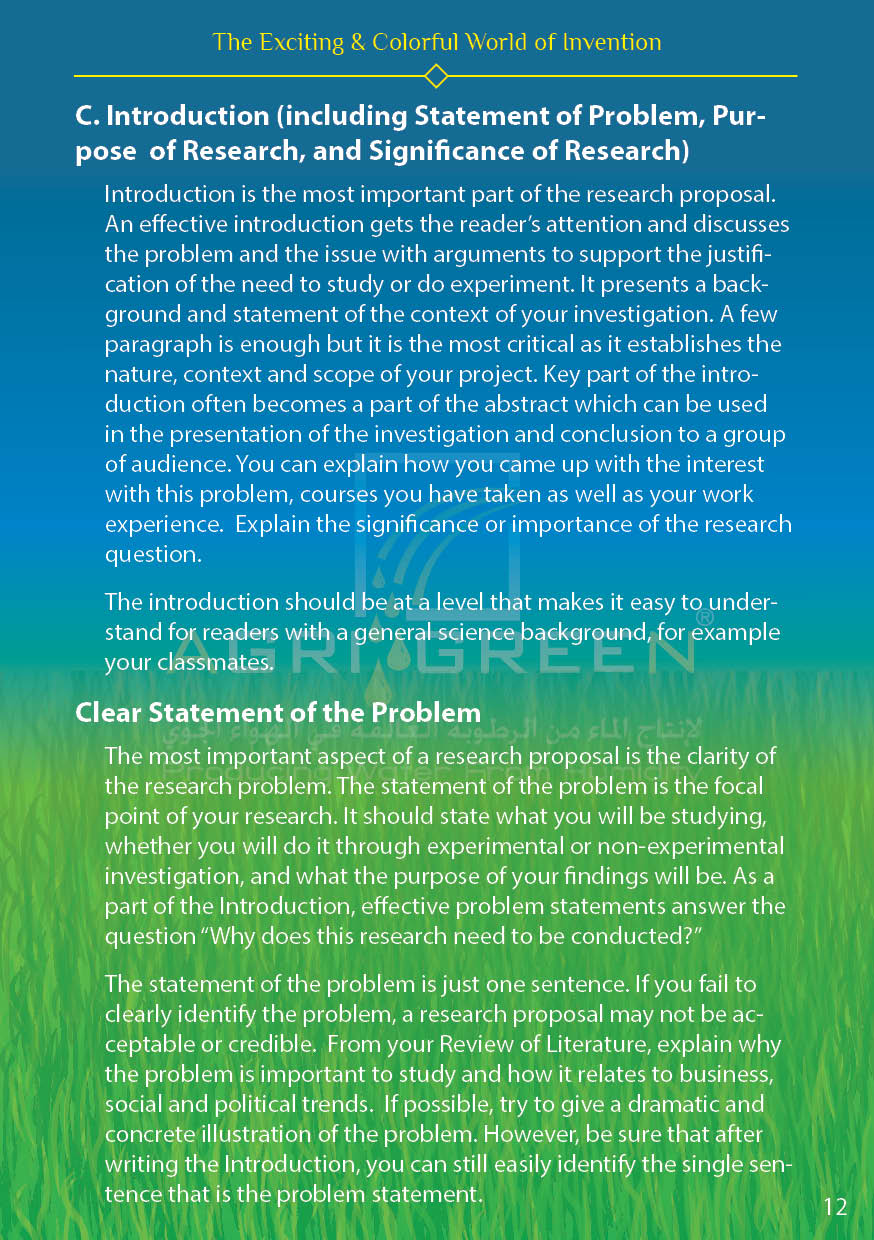 The Exciting & Colorful World of Invention
C. Introduction (including Statement of Problem, Pur-
pose  of Research, and Significance of Research)
Introduction is the most important part of the research proposal.
An effective introduction gets the reader’s attention and discusses
the problem and the issue with arguments to support the justifi-
cation of the need to study or do experiment. It presents a back-
ground and statement of the context of your investigation. A few
paragraph is enough but it is the most critical as it establishes the
nature, context and scope of your project. Key part of the intro-
duction often becomes a part of the abstract which can be used
in the presentation of the investigation and conclusion to a group
of audience. You can explain how you came up with the interest
with this problem, courses you have taken as well as your work
experience.  Explain the significance or importance of the research
question.
The introduction should be at a level that makes it easy to under-
stand for readers with a general science background, for example
your classmates.
AGRI GREEN ®
Clear Statement of the Problem
لانتاج الماء من الرطوبه العالقه في الهواء الجوي
The most important aspect of a research proposal is the clarity of
the research problem. The statement of the problem is the focal
point of your research. It should state what you will be studying,
whether you will do it through experimental or non-experimental
investigation, and what the purpose of your findings will be. As a
part of the Introduction, effective problem statements answer the
question “Why does this research need to be conducted?”
The statement of the problem is just one sentence. If you fail to
clearly identify the problem, a research proposal may not be ac-
ceptable or credible.  From your Review of Literature, explain why
the problem is important to study and how it relates to business,
social and political trends.  If possible, try to give a dramatic and
concrete illustration of the problem. However, be sure that after
writing the Introduction, you can still easily identify the single sen-
tence that is the problem statement.
12